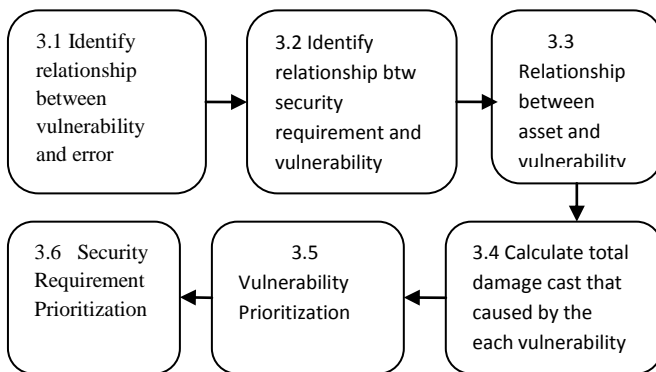 3.1 Identify
relationship
between
vulnerability
and error
3.2 Identify
relationship btw
security
requirement and
vulnerability
3.3
Relationship
between
asset and
vulnerability
3.4 Calculate total
damage cast that
caused by the
each vulnerability
3.5
Vulnerability
Prioritization
3.6 Security
Requirement
Prioritization